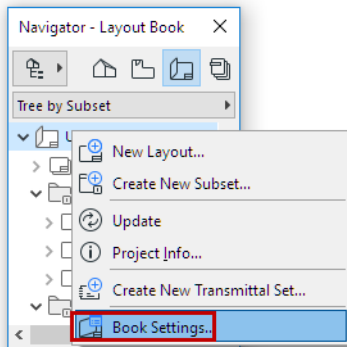 Navigator - Layout Book
Tree by Subset
New Layout...
Create New Subset...
Update
Project Info...
Create New Transmittal Set...
Book Settings...